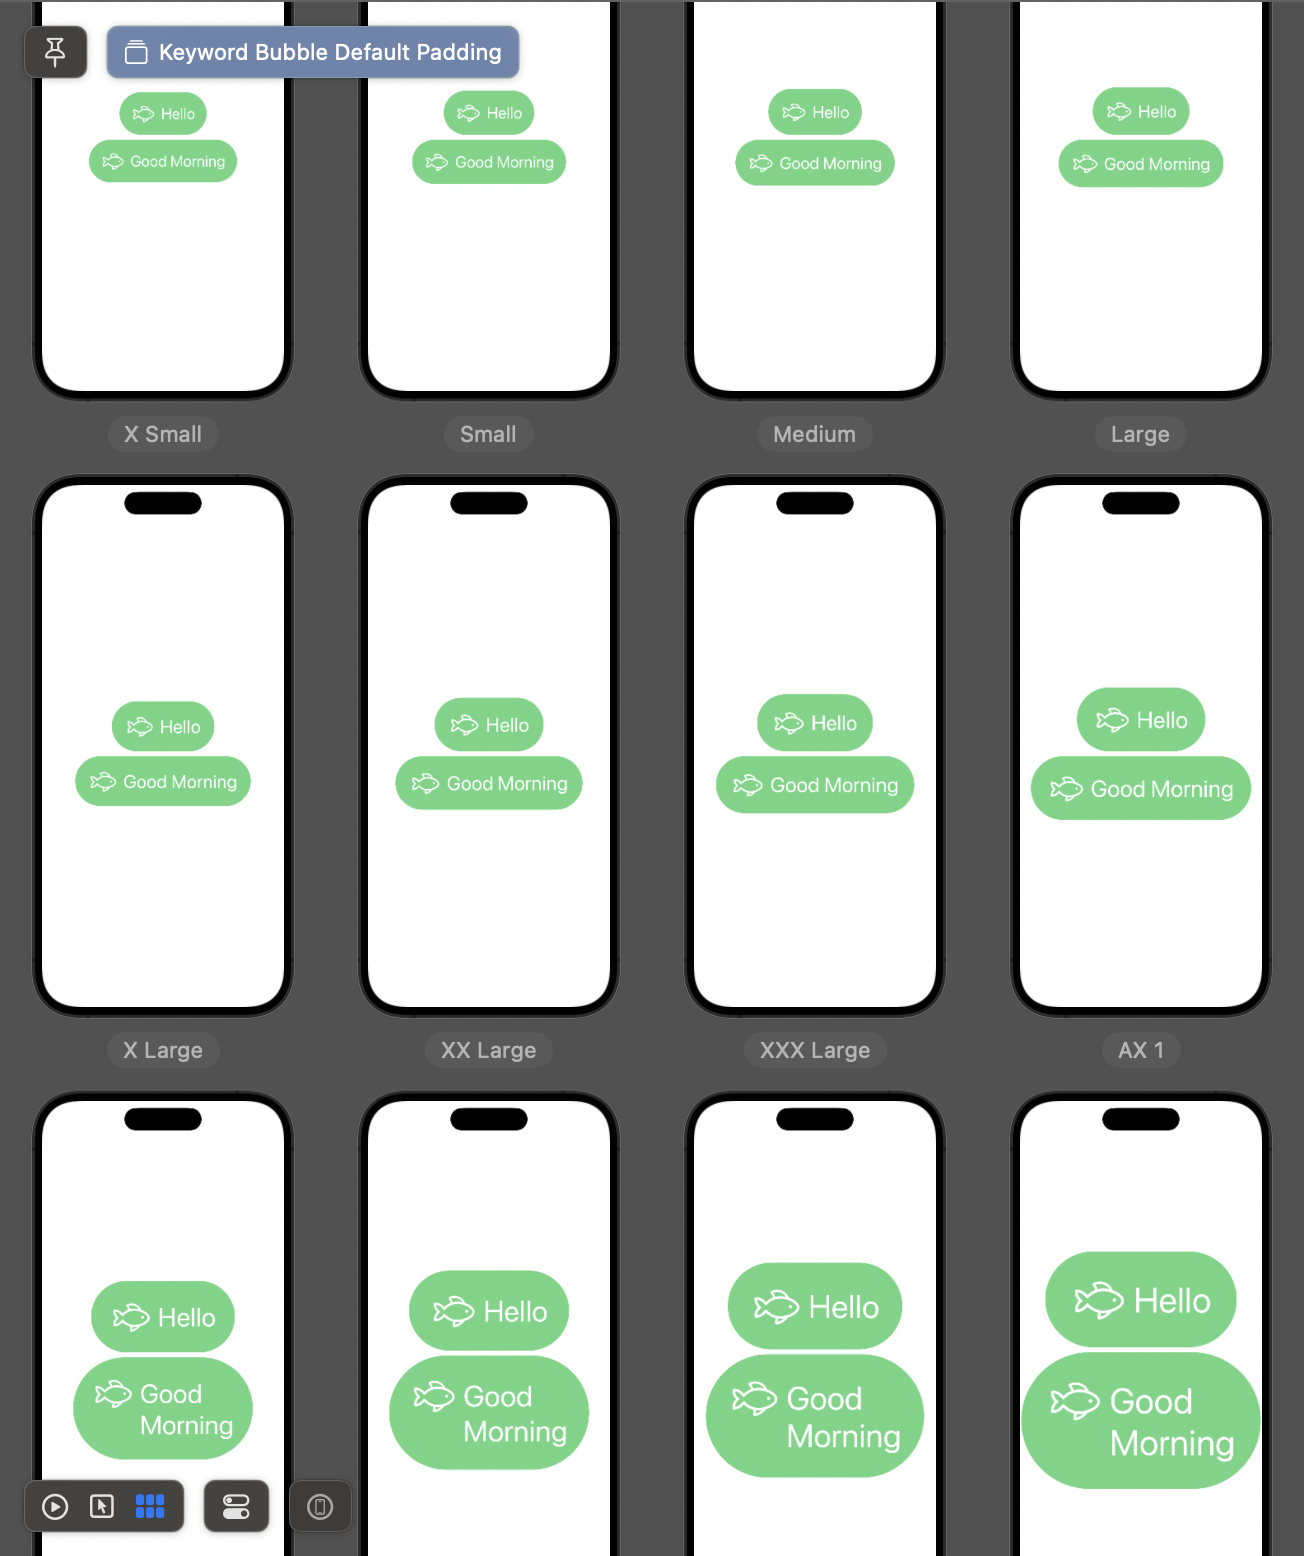 Keyword Bubble Default Padding
Hello
Good Morning
Hello
Good Morning
Hello
Good Morning
Hello
Good Morning
X Small
Small
Medium
Large
Hello
Good Morning
Hello
Good Morning
Hello
Good Morning
Hello
Good Morning
X Large
XX Large
XXX Large
AX 1
Hello
Good
Morning
Hello
Good
Morning
Hello
Good
Morning
Hello
Good
Morning